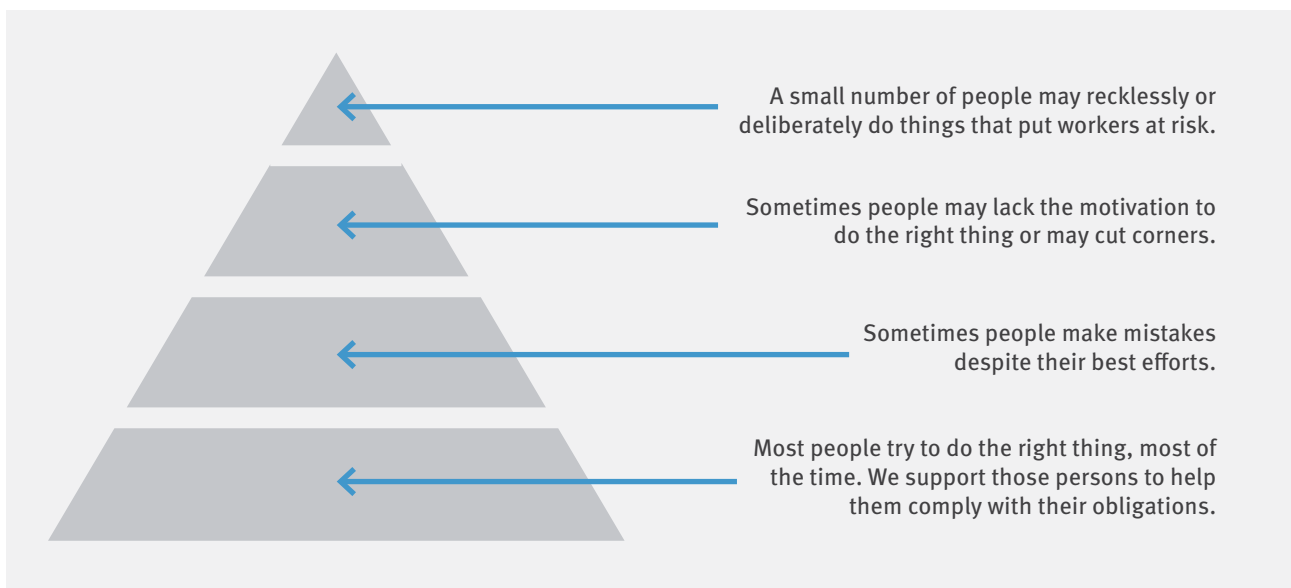 A small number of people may recklessly or
deliberately do things that put workers at risk.
Sometimes people may lack the motivation to
do the right thing or may cut corners.
Sometimes people make mistakes
despite their best efforts.
Most people try to do the right thing, most of
the time. We support those persons to help
them comply with their obligations.